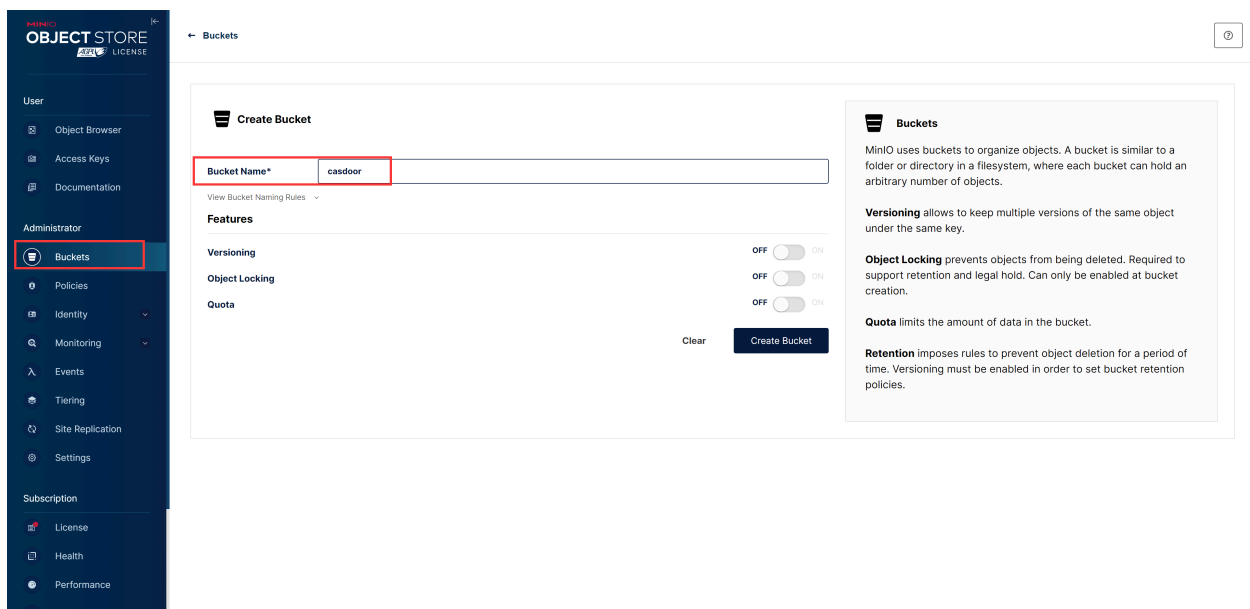 MINIO
OBJECT STORE
AGPLv3 LICENSE
User
Object Browser
Access Keys
Documentation
Administrator
Buckets
Policies
Identity
Monitoring
Events
Tiering
Site Replication
Settings
Subscription
License
Health
Performance
← Buckets
Create Bucket
Bucket Name* casdoor
View Bucket Naming Rules
Features
Versioning OFF ON
Object Locking OFF ON
Quota OFF ON
Clear Create Bucket
Buckets
MinIO uses buckets to organize objects. A bucket is similar to a
folder or directory in a filesystem, where each bucket can hold an
arbitrary number of objects.
Versioning allows to keep multiple versions of the same object
under the same key.
Object Locking prevents objects from being deleted. Required to
support retention and legal hold. Can only be enabled at bucket
creation.
Quota limits the amount of data in the bucket.
Retention imposes rules to prevent object deletion for a period of
time. Versioning must be enabled in order to set bucket retention
policies.